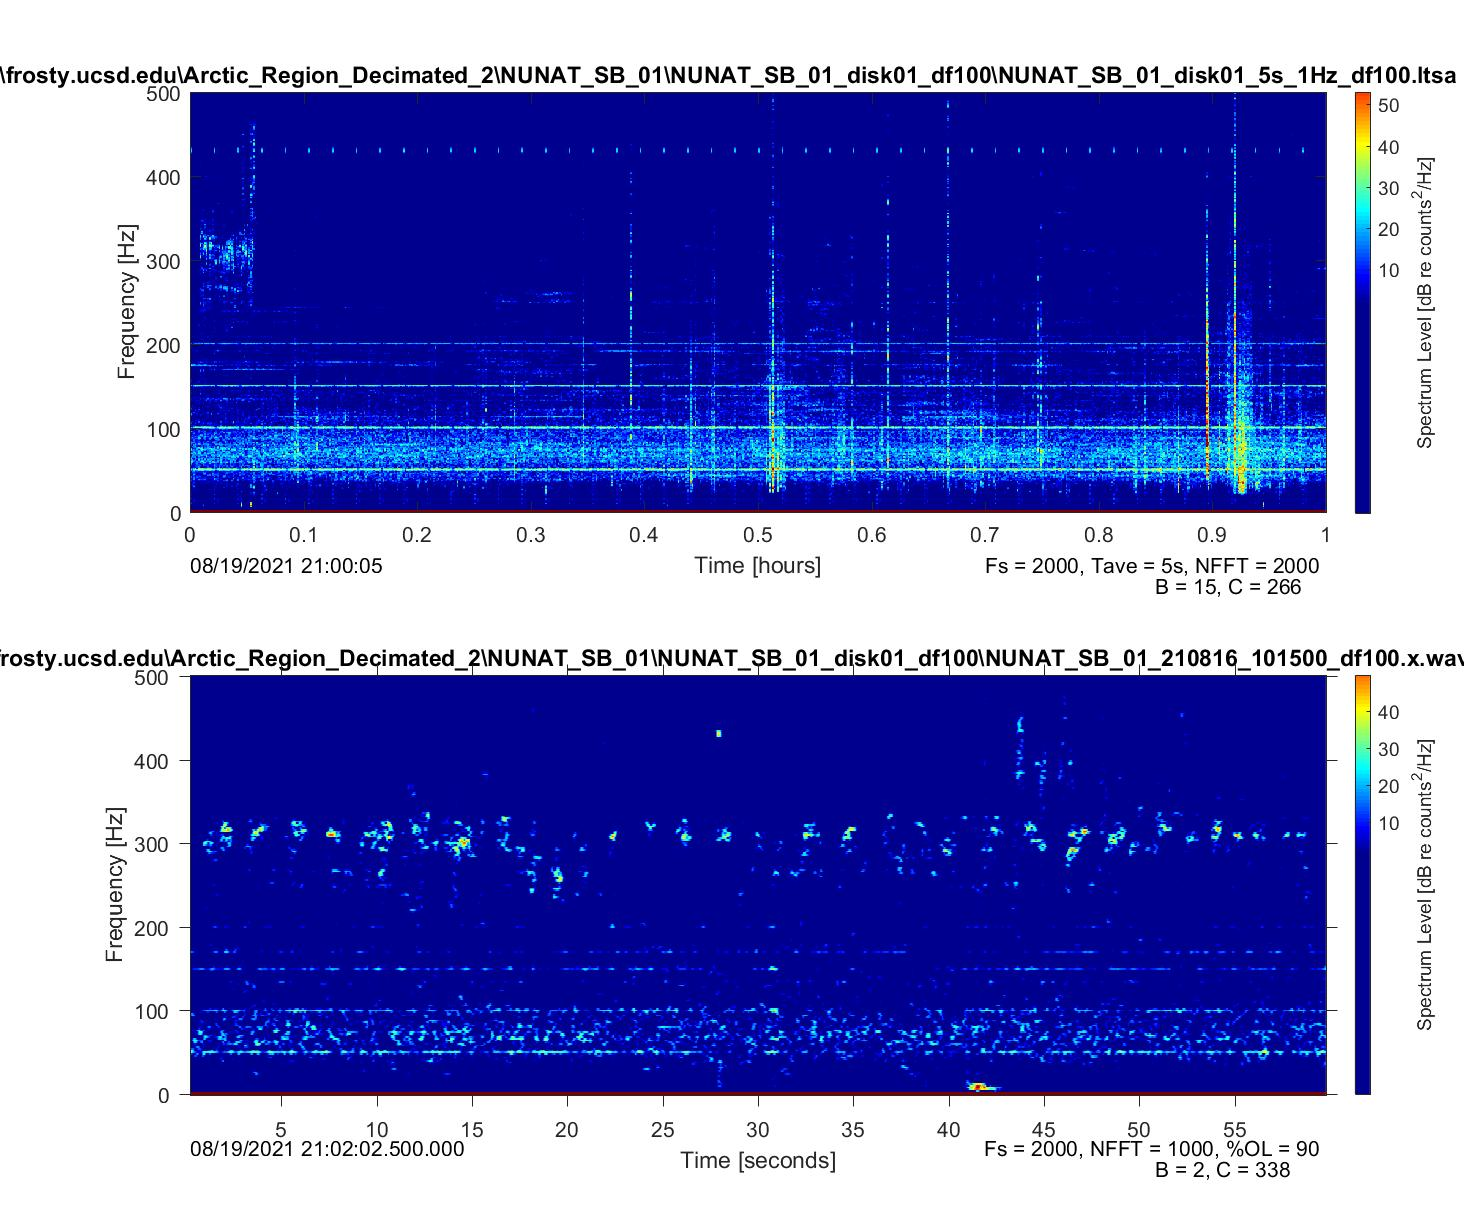 \frosty.ucsd.edu\Arctic_Region_Decimated_2\NUNAT_SB_01\NUNAT_SB_01_disk01_df100\NUNAT_SB_01_disk01_5s_1Hz_df100.ltsa
500
400
300
200
100
0
Frequency [Hz]
0 0.1 0.2 0.3 0.4 0.5 0.6 0.7 0.8 0.9 1
Time [hours]
08/19/2021 21:00:05
Fs = 2000, Tave = 5s, NFFT = 2000
B = 15, C = 266
50
40
30
20
10
Spectrum Level [dB re counts²/Hz]
frosty.ucsd.edu\Arctic_Region_Decimated_2\NUNAT_SB_01\NUNAT_SB_01_disk01_df100\NUNAT_SB_01_210816_101500_df100.x.wav
500
400
300
200
100
0
Frequency [Hz]
5 10 15 20 25 30 35 40 45 50 55
Time [seconds]
08/19/2021 21:02:02.500.000
Fs = 2000, NFFT = 1000, %OL = 90
B = 2, C = 338
40
30
20
10
Spectrum Level [dB re counts²/Hz]